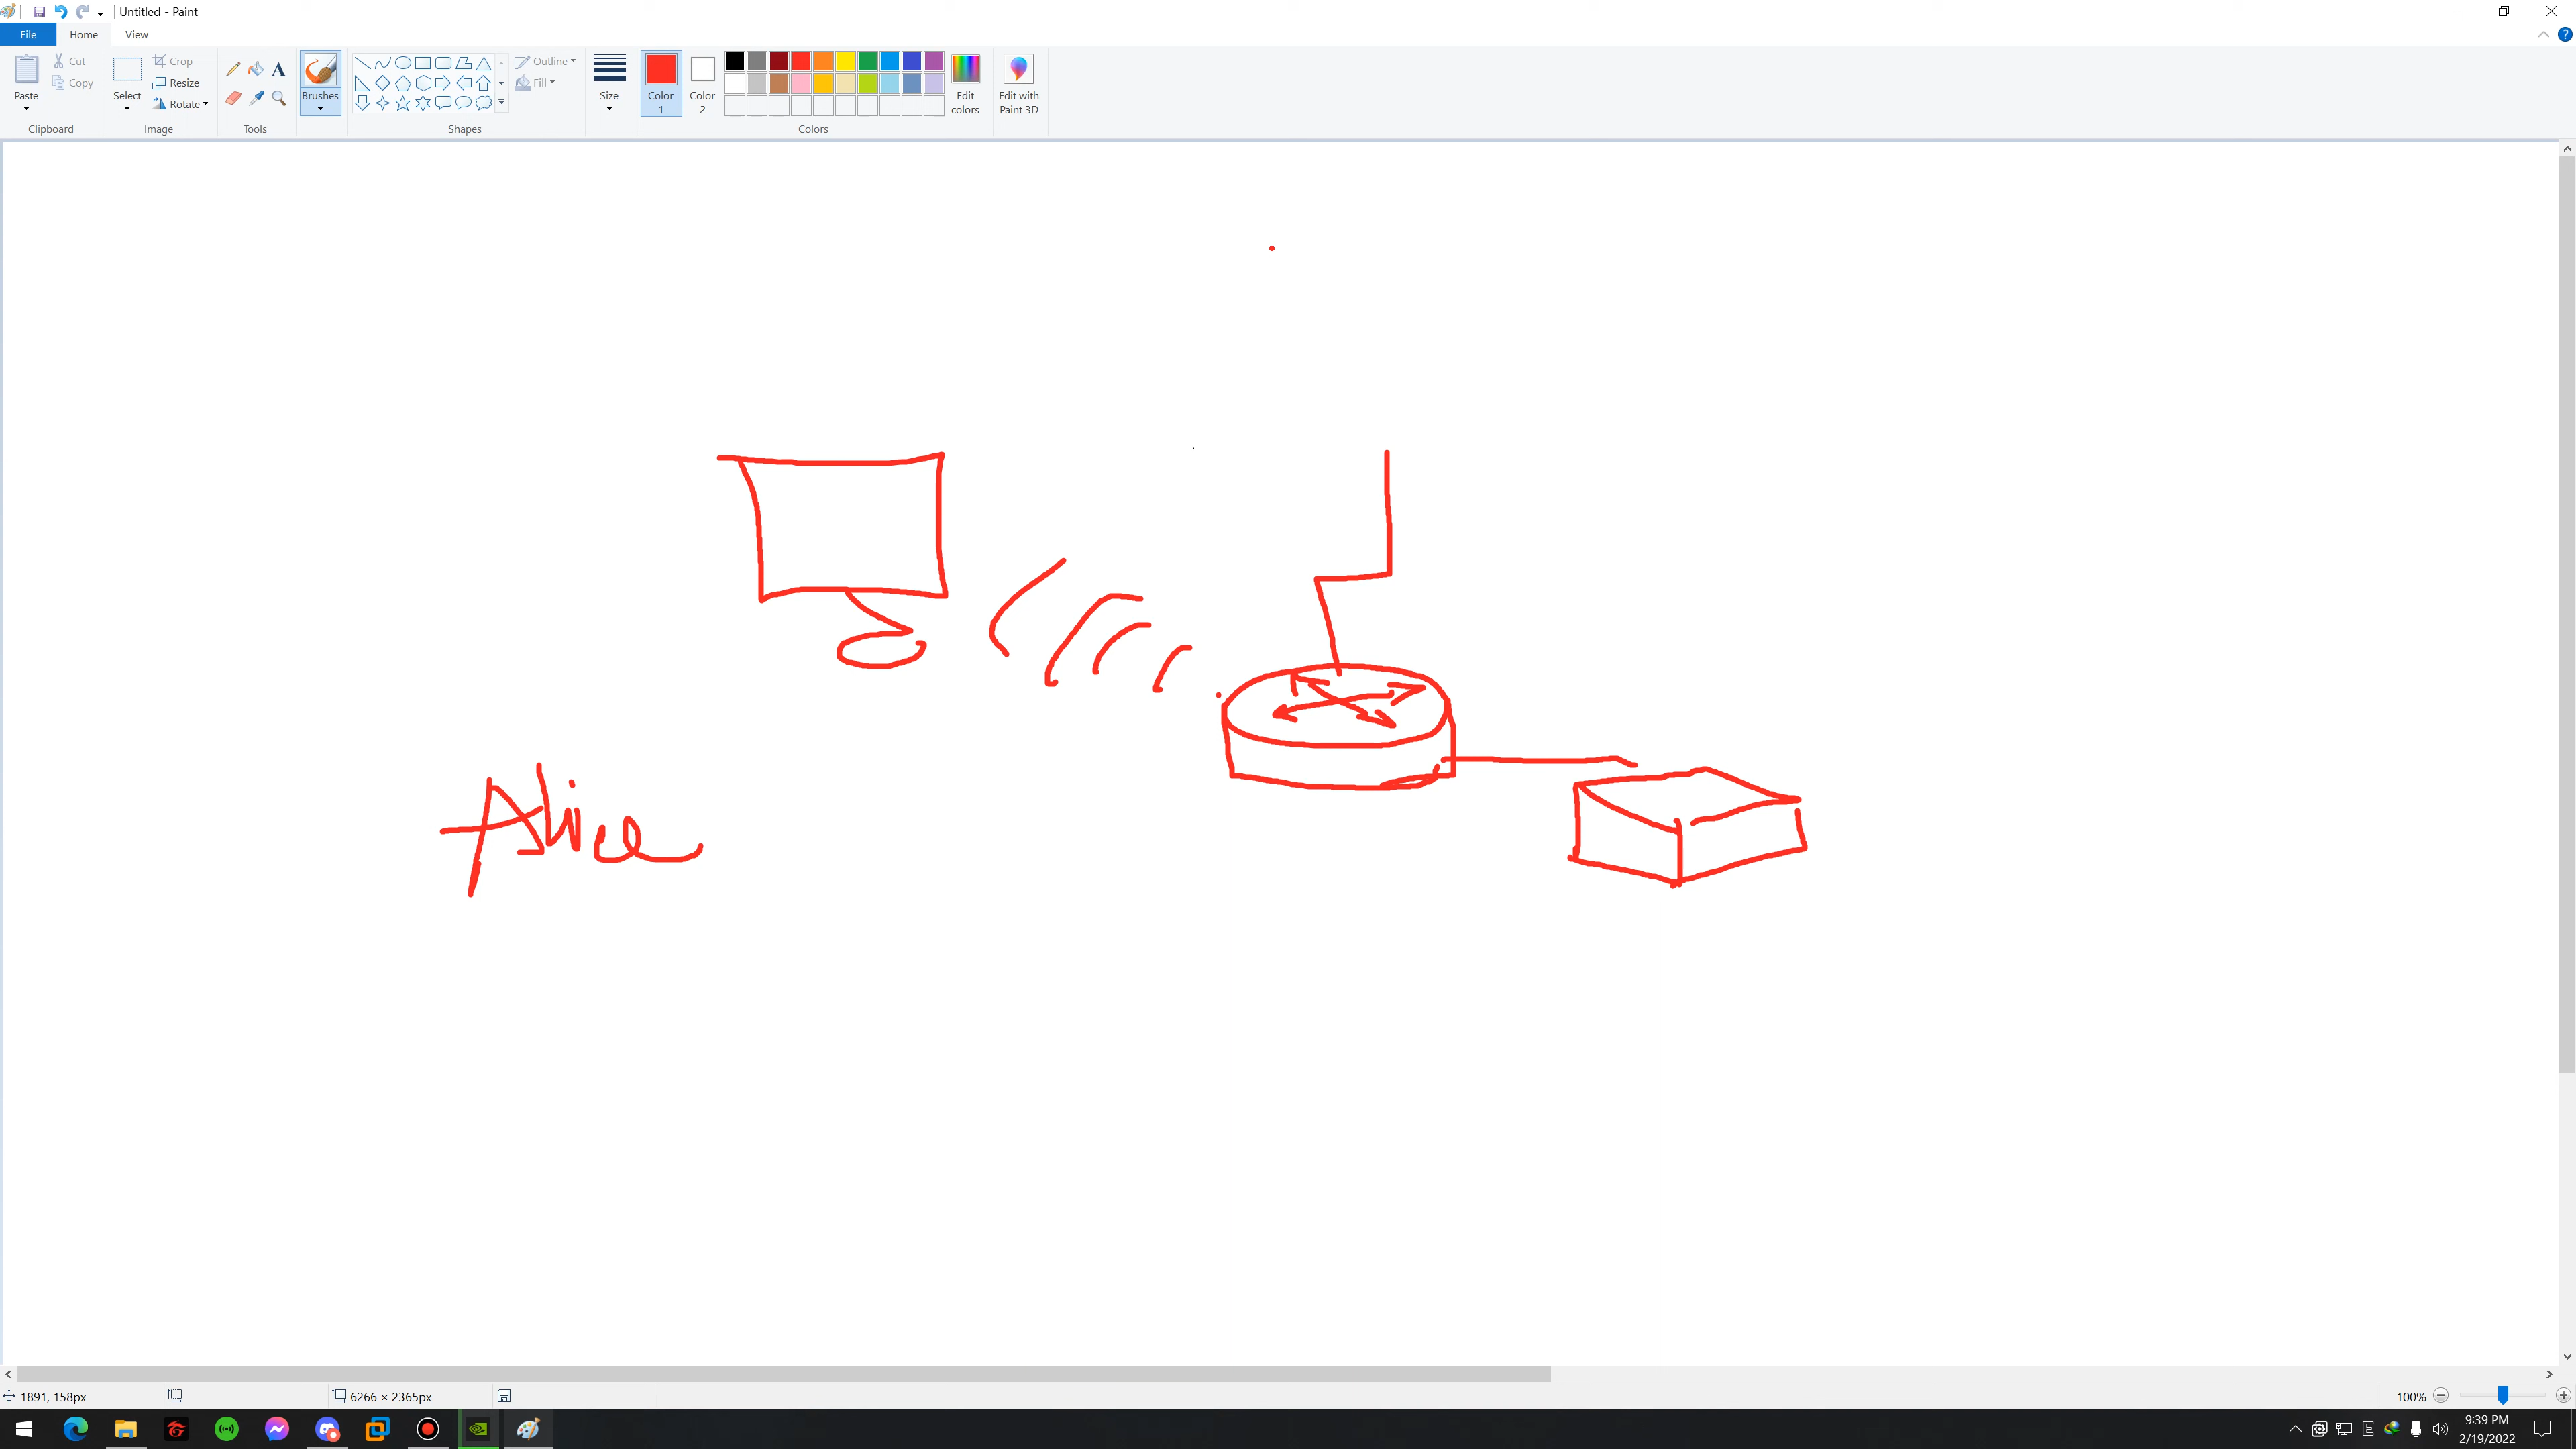 Untitled - Paint
File
Home
View
Paste
Cut
Copy
Clipboard
Select
Crop
Resize
Rotate
Image
Tools
Brushes
Shapes
Outline
Fill
Size
Color
1
Color
2
Edit
colors
Colors
Edit with
Paint 3D
Alice
1891, 158px
6266 × 2365px
100%
9:39 PM
2/19/2022